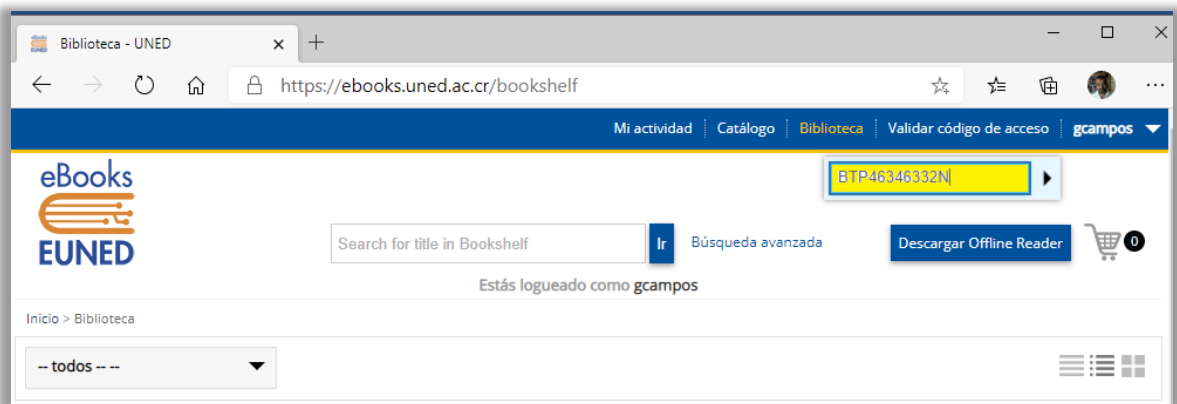 Biblioteca - UNED
https://ebooks.uned.ac.cr/bookshelf
Mi actividad Catálogo Biblioteca Validar código de acceso gcampos
eBooks
EUNED
BTP46346332N
Search for title in Bookshelf Ir Búsqueda avanzada Descargar Offline Reader 0
Estás logueado como gcampos
Inicio > Biblioteca
-- todos -- --